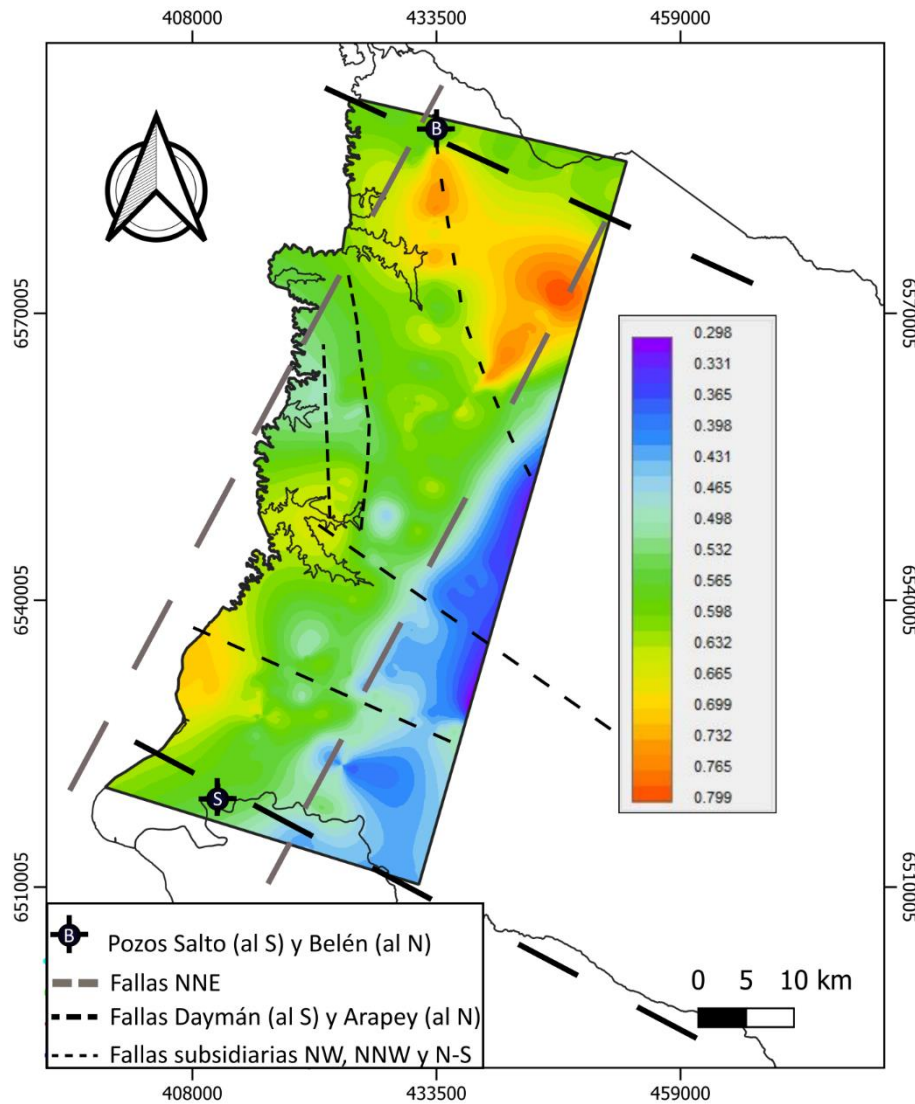 408000 433500 459000
B
6570005 6570005
0.298
0.331
0.365
0.398
0.431
0.465
0.498
0.532
0.565
0.598
0.632
0.665
0.699
0.732
0.765
0.799
6540005 6540005
S
6510005 6510005
B Pozos Salto (al S) y Belén (al N)
Fallas NNE
Fallas Daymán (al S) y Arapey (al N)
Fallas subsidiarias NW, NNW y N-S
0 5 10 km
408000 433500 459000